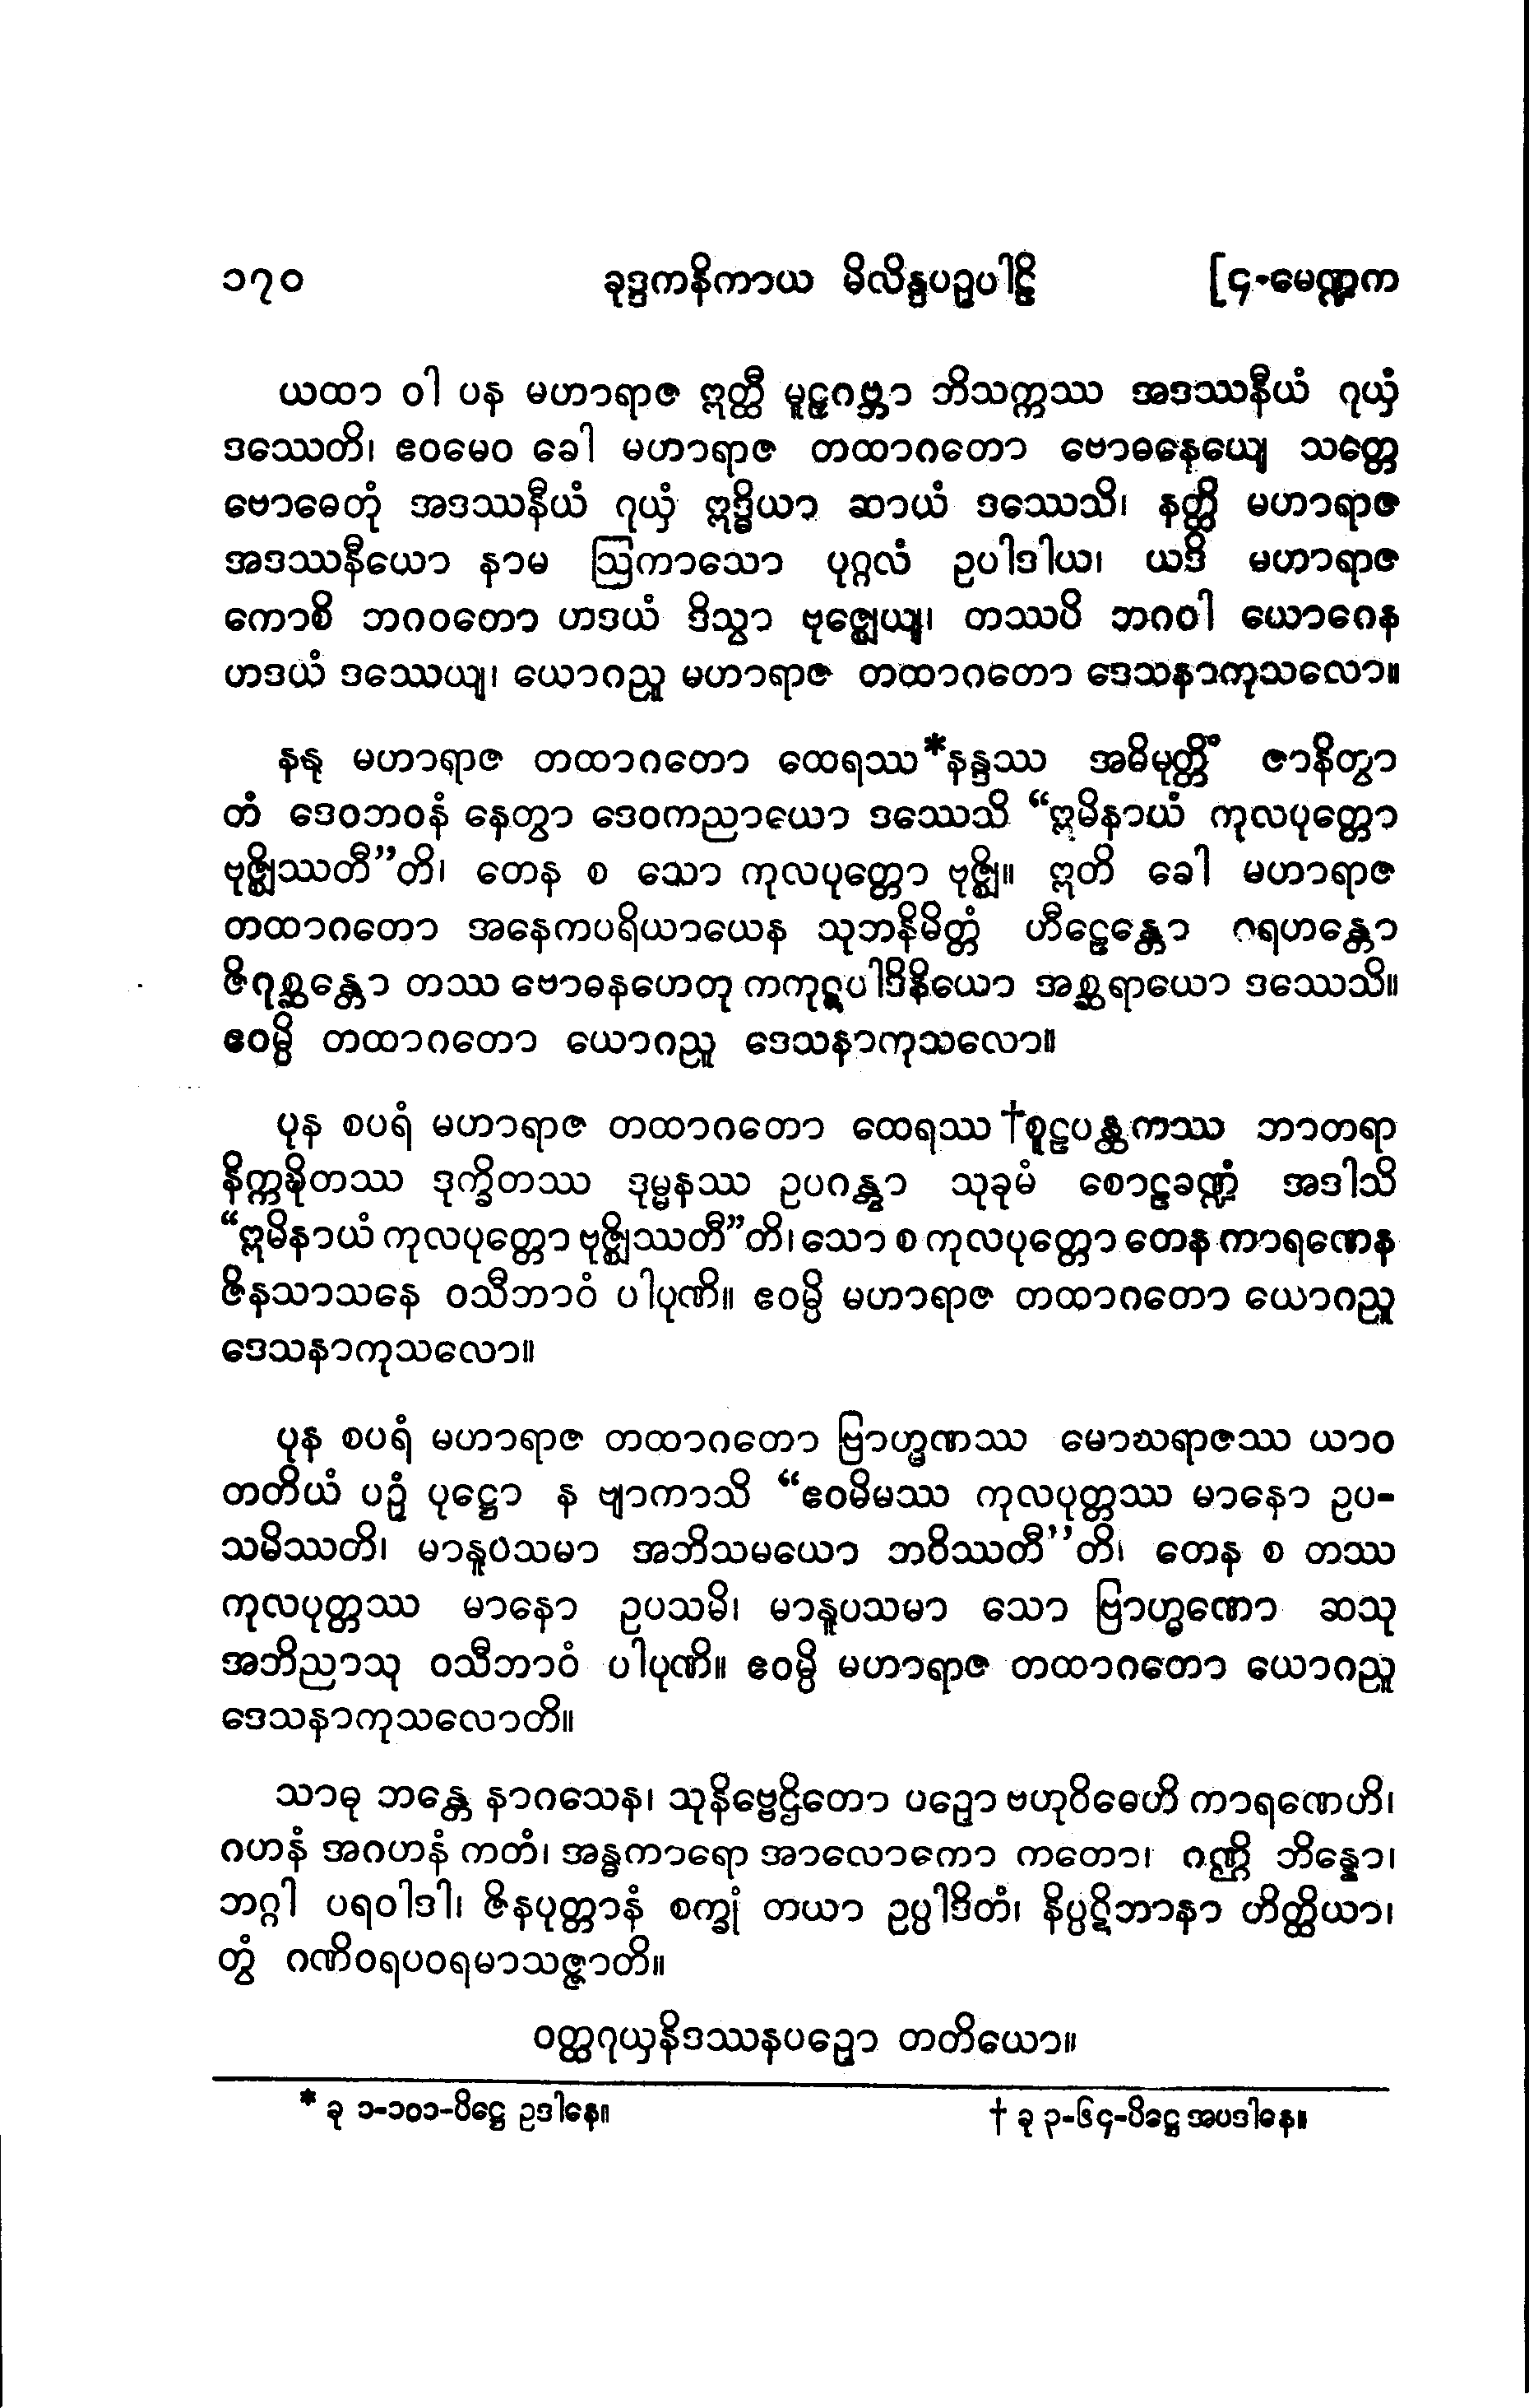 ၁၇၀ ခုဒ္ဒကနိကာယ မိလိန္ဒပဉှပါဠိ [၄-မေဏ္ဍက
ယထာ ဝါ ပန မဟာရာဇ ဣတ္ထီ မူဠှဂဗ္ဘာ ဘိသက္ကဿ အဒဿနီယံ ဂုယှံ
ဒဿေတိ၊ ဧဝမေဝ ခေါ မဟာရာဇ တထာဂတော ဗောဓနေယျေ သတ္တေ
ဗောဓေတုံ အဒဿနီယံ ဂုယှံ ဣဒ္ဓိယာ ဆာယံ ဒဿေသိ၊ နတ္ထိ မဟာရာဇ
အဒဿနီယော နာမ ဩကာသော ပုဂ္ဂလံ ဥပါဒါယ၊ ယဒိ မဟာရာဇ
ကောစိ ဘဂဝတော ဟဒယံ ဒိသွာ ဗုဇ္ဈေယျ၊ တဿပိ ဘဂဝါ ယောဂေန
ဟဒယံ ဒဿေယျ၊ ယောဂညူ မဟာရာဇ တထာဂတော ဒေသနာကုသလော။
နနု မဟာရာဇ တထာဂတော ထေရဿ*နန္ဒဿ အဓိမုတ္တိံ ဇာနိတွာ
တံ ဒေဝဘဝနံ နေတွာ ဒေဝကညာယော ဒဿေသိ “ဣမိနာယံ ကုလပုတ္တော
ဗုဇ္ဈိဿတီ”တိ၊ တေန စ သော ကုလပုတ္တော ဗုဇ္ဈိ။ ဣတိ ခေါ မဟာရာဇ
တထာဂတော အနေကပရိယာယေန သုဘနိမိတ္တံ ဟီဠေန္တော ဂရဟန္တော
ဇိဂုစ္ဆန္တော တဿ ဗောဓနဟေတု ကကုဋပါဒိနိယော အစ္ဆရာယော ဒဿေသိ။
ဧဝမ္ပိ တထာဂတော ယောဂညူ ဒေသနာကုသလော။
ပုန စပရံ မဟာရာဇ တထာဂတော ထေရဿ †စူဠပန္ထကဿ ဘာတရာ
နိက္ကဍ္ဎိတဿ ဒုက္ခိတဿ ဒုမ္မနဿ ဥပဂန္တွာ သုခုမံ စောဠခဏ္ဍံ အဒါသိ
“ဣမိနာယံ ကုလပုတ္တော ဗုဇ္ဈိဿတီ”တိ၊ သော စ ကုလပုတ္တော တေန ကာရဏေန
ဇိနသာသနေ ဝသီဘာဝံ ပါပုဏိ။ ဧဝမ္ပိ မဟာရာဇ တထာဂတော ယောဂညူ
ဒေသနာကုသလော။
ပုန စပရံ မဟာရာဇ တထာဂတော ဗြာဟ္မဏဿ မောဃရာဇဿ ယာဝ
တတိယံ ပဉှံ ပုဋ္ဌော န ဗျာကာသိ “ဧဝမိမဿ ကုလပုတ္တဿ မာနော ဥပ-
သမိဿတိ၊ မာနူပသမာ အဘိသမယော ဘဝိဿတီ”တိ၊ တေန စ တဿ
ကုလပုတ္တဿ မာနော ဥပသမိ၊ မာနူပသမာ သော ဗြာဟ္မဏော ဆသု
အဘိညာသု ဝသီဘာဝံ ပါပုဏိ။ ဧဝမ္ပိ မဟာရာဇ တထာဂတော ယောဂညူ
ဒေသနာကုသလောတိ။
သာဓု ဘန္တေ နာဂသေန၊ သုနိဗ္ဗေဌိတော ပဉှော ဗဟုဝိဓေဟိ ကာရဏေဟိ၊
ဂဟနံ အဂဟနံ ကတံ၊ အန္ဓကာရော အာလောကော ကတော၊ ဂဏ္ဌိ ဘိန္နော၊
ဘဂ္ဂါ ပရဝါဒါ၊ ဇိနပုတ္တာနံ စက္ခုံ တယာ ဥပ္ပါဒိတံ၊ နိပ္ပဋိဘာနာ တိတ္ထိယာ၊
တွံ ဂဏိဝရပဝရမာသဇ္ဇာတိ။
ဝတ္ထဂုယှနိဒဿနပဉှော တတိယော။
* ခု ၁-၁၀၁-ပိဋ္ဌေ ဥဒါနေ။ † ခု ၃-၆၄-ပိဋ္ဌေ အပဒါနေ။